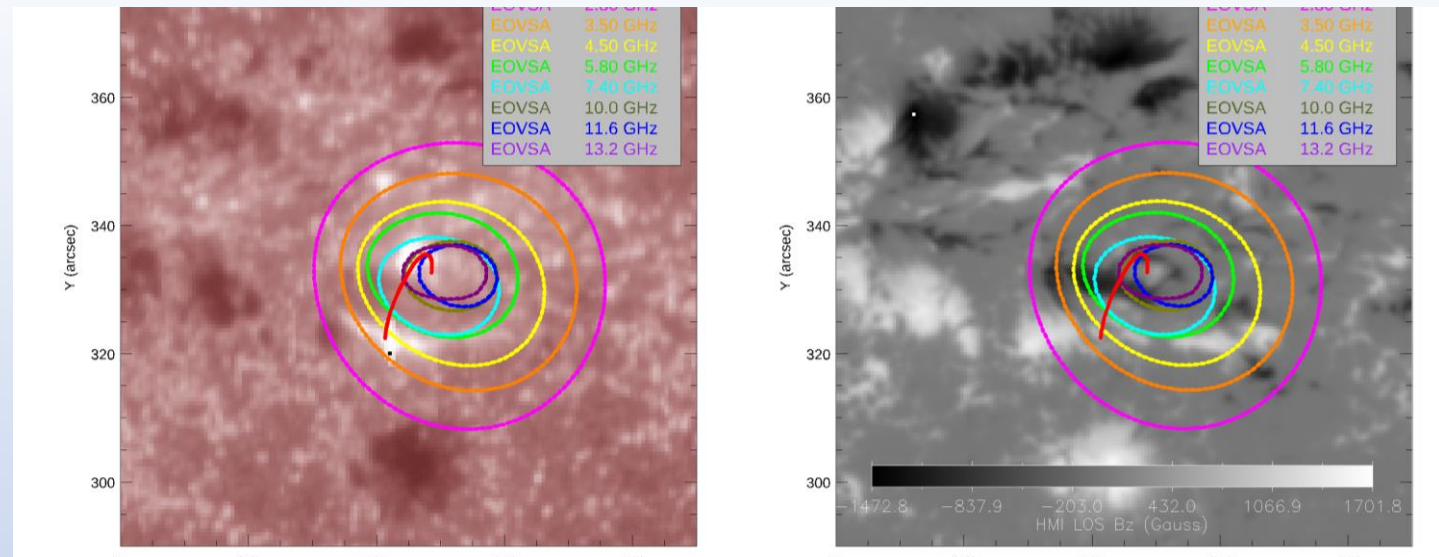 EOVSA 3.50 GHz
EOVSA 4.50 GHz
EOVSA 5.80 GHz
EOVSA 7.40 GHz
EOVSA 10.0 GHz
EOVSA 11.6 GHz
EOVSA 13.2 GHz
360
340
320
300
Y (arcsec)
EOVSA 3.50 GHz
EOVSA 4.50 GHz
EOVSA 5.80 GHz
EOVSA 7.40 GHz
EOVSA 10.0 GHz
EOVSA 11.6 GHz
EOVSA 13.2 GHz
360
340
320
300
Y (arcsec)
-1472.8 -837.9 -203.0 432.0 1066.9 1701.8
HMI LOS Bz (Gauss)